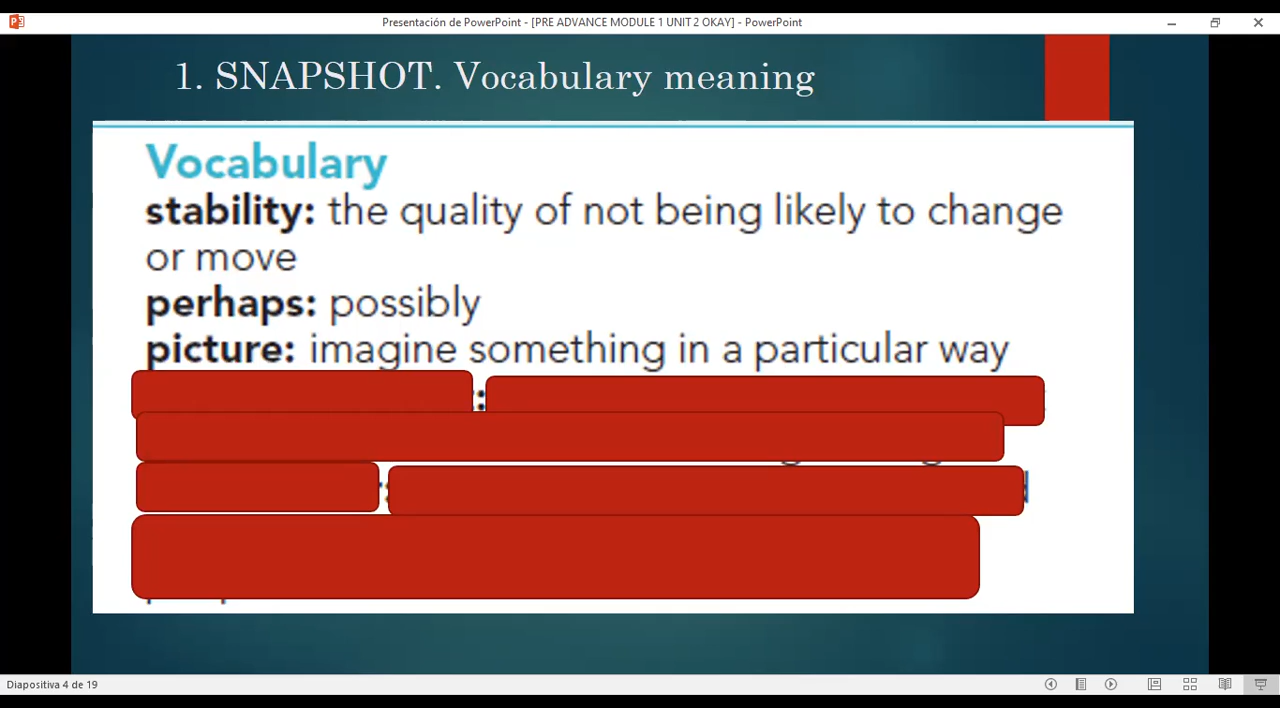 Presentación de PowerPoint - [PRE ADVANCE MODULE 1 UNIT 2 OKAY] - PowerPoint
1. SNAPSHOT. Vocabulary meaning
Vocabulary
stability: the quality of not being likely to change
or move
perhaps: possibly
picture: imagine something in a particular way
Diapositiva 4 de 19